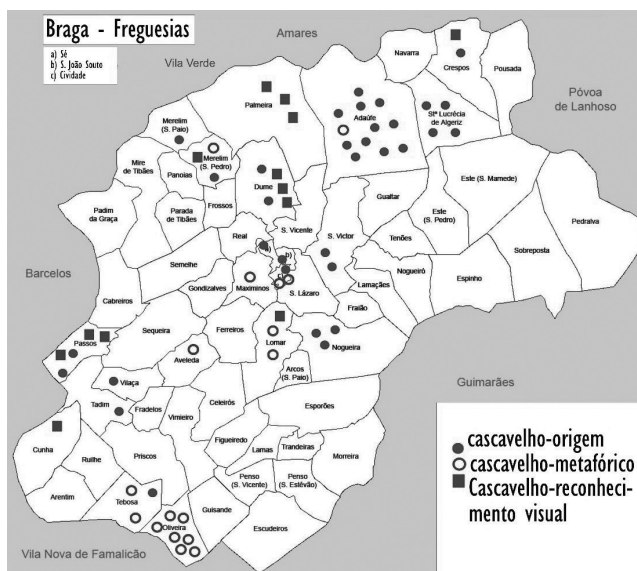 Braga - Freguesias
a) Sé
b) S. João Souto
c) Cividade
Amares
Vila Verde
Póvoa
de Lanhoso
Barcelos
Guimarães
Vila Nova de Famalicão
Navarra
Crespos
Pousada
Palmeira
Adaúfe
Stª Lucrécia
de Algeriz
Merelim
(S. Paio)
Merelim
(S. Pedro)
Mire
de Tibães
Panoias
Dume
Padim
da Graça
Parada
de Tibães
Frossos
Gualtar
Este (S. Mamede)
Este
(S. Pedro)
Pedralva
S. Vicente
S. Victor
Tenões
Real
a)
b)
c)
Semelhe
Nogueiró
Sobreposta
Espinho
Cabreiros
Gondizalves
Maximinos
S. Lázaro
Lamaçães
Fraião
Sequeira
Ferreiros
Lomar
Nogueira
Passos
Aveleda
Arcos
(S. Paio)
Vilaça
Tadim
Fradelos
Vimieiro
Celeirós
Esporões
Figueiredo
Cunha
Ruilhe
Priscos
Lamas
Trandeiras
Morreira
Arentim
Penso
(S. Vicente)
Penso
(S. Estêvão)
Tebosa
Oliveira
Guisande
Escudeiros
cascavelho-origem
cascavelho-metafórico
Cascavelho-reconheci-
mento visual